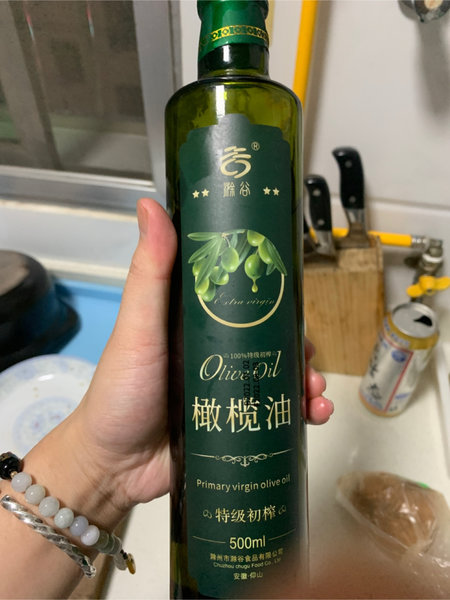 ®
滁谷
Extra virgin
100%特级初榨
Olive Oil
橄榄油
Primary virgin olive oil
特级初榨
500ml
滁州市滁谷食品有限公司
Chuzhou chugu Food Co., Ltd
安徽·仰山